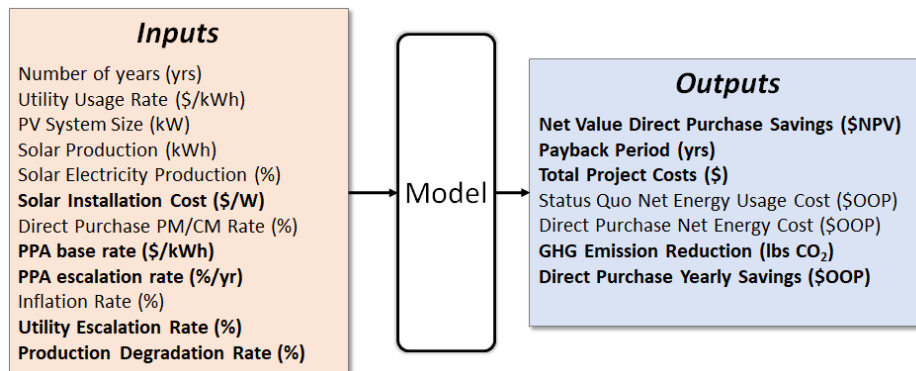 Inputs
Number of years (yrs)
Utility Usage Rate ($/kWh)
PV System Size (kW)
Solar Production (kWh)
Solar Electricity Production (%)
Solar Installation Cost ($/W)
Direct Purchase PM/CM Rate (%)
PPA base rate ($/kWh)
PPA escalation rate (%/yr)
Inflation Rate (%)
Utility Escalation Rate (%)
Production Degradation Rate (%)
Model
Outputs
Net Value Direct Purchase Savings ($NPV)
Payback Period (yrs)
Total Project Costs ($)
Status Quo Net Energy Usage Cost ($OOP)
Direct Purchase Net Energy Cost ($OOP)
GHG Emission Reduction (lbs CO₂)
Direct Purchase Yearly Savings ($OOP)